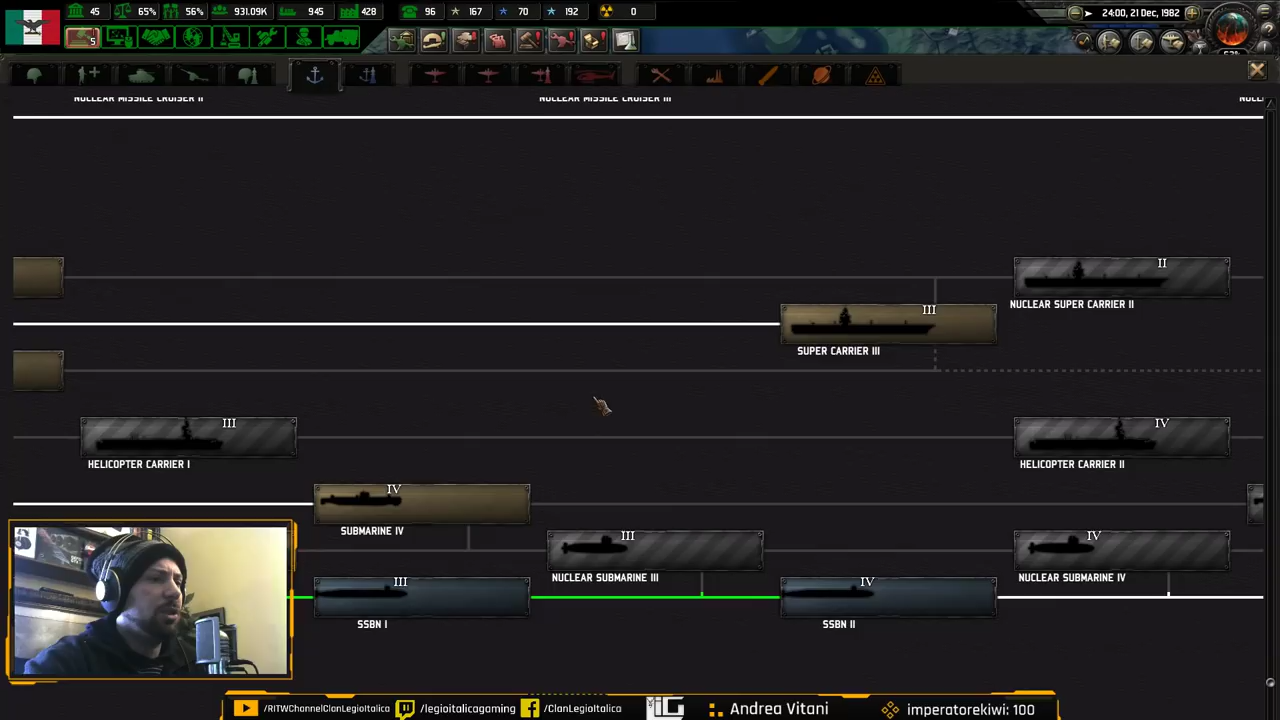 45 65% 56% 931.09K 945 428 96 167 70 192 0 24:00, 21 Dec, 1982
5
NUCLEAR MISSILE CRUISER II NUCLEAR MISSILE CRUISER III
II
NUCLEAR SUPER CARRIER II
III
SUPER CARRIER III
III
HELICOPTER CARRIER I
IV
HELICOPTER CARRIER II
IV
SUBMARINE IV
III
NUCLEAR SUBMARINE III
IV
NUCLEAR SUBMARINE IV
III
SSBN I
IV
SSBN II
/RITWChannelClanLegioItalica /legioitalicagaming /ClanLegioItalica Andrea Vitani imperatorekiwi: 100